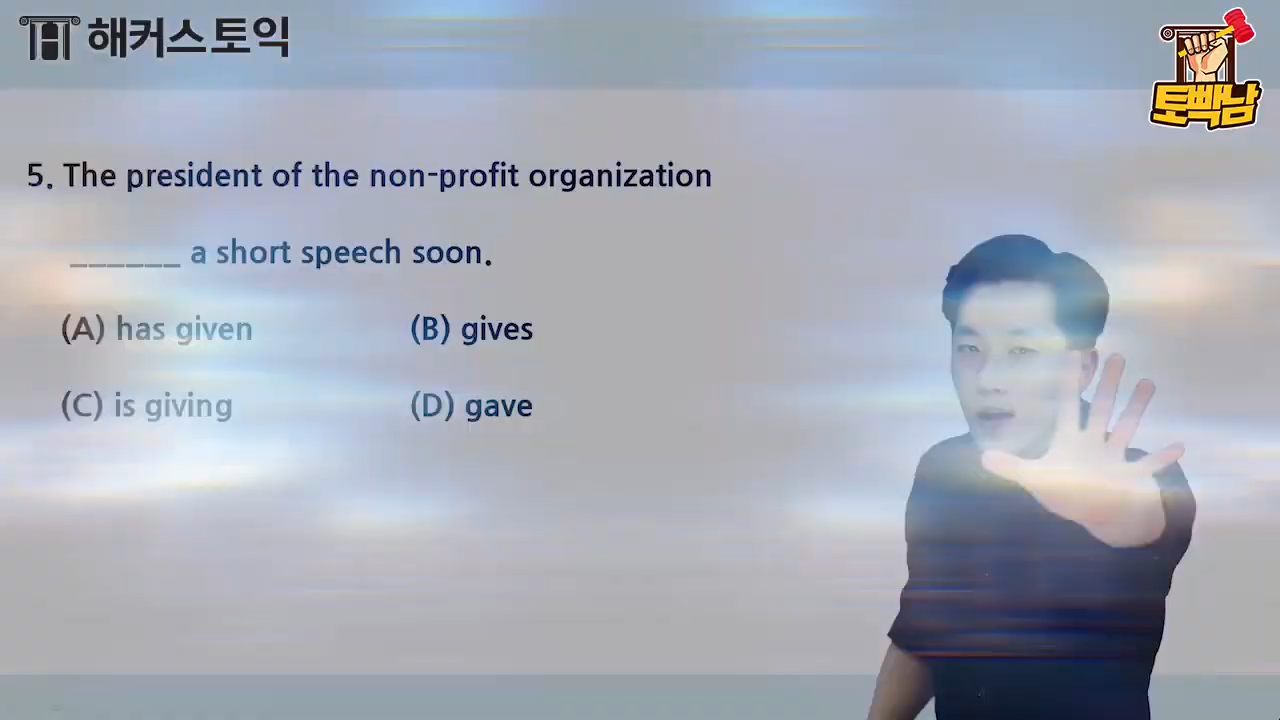 해커스토익
토빡남
5. The president of the non-profit organization
______ a short speech soon.
(A) has given (B) gives
(C) is giving (D) gave